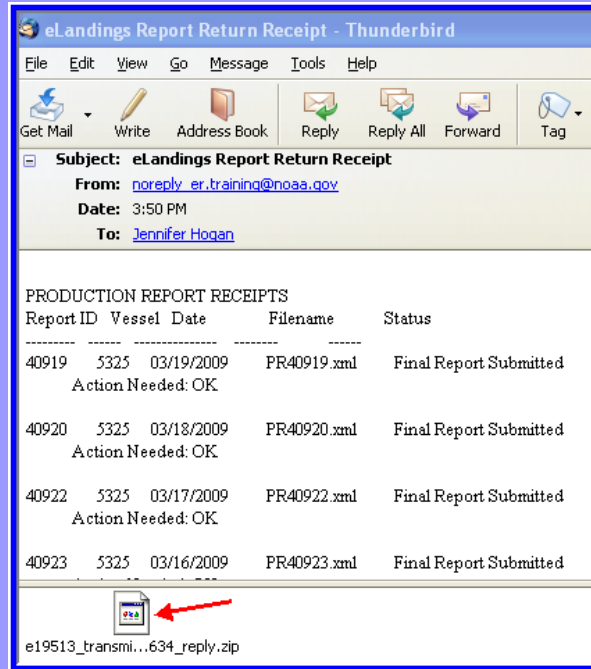 eLandings Report Return Receipt - Thunderbird
File Edit View Go Message Tools Help
Get Mail Write Address Book Reply Reply All Forward Tag
Subject: eLandings Report Return Receipt
From: noreply_er.training@noaa.gov
Date: 3:50 PM
To: Jennifer Hogan
PRODUCTION REPORT RECEIPTS
Report ID Vessel Date Filename Status
--------- ------ --------------- -------- ------
40919 5325 03/19/2009 PR40919.xml Final Report Submitted
Action Needed: OK
40920 5325 03/18/2009 PR40920.xml Final Report Submitted
Action Needed: OK
40922 5325 03/17/2009 PR40922.xml Final Report Submitted
Action Needed: OK
40923 5325 03/16/2009 PR40923.xml Final Report Submitted
e19513_transmi...634_reply.zip